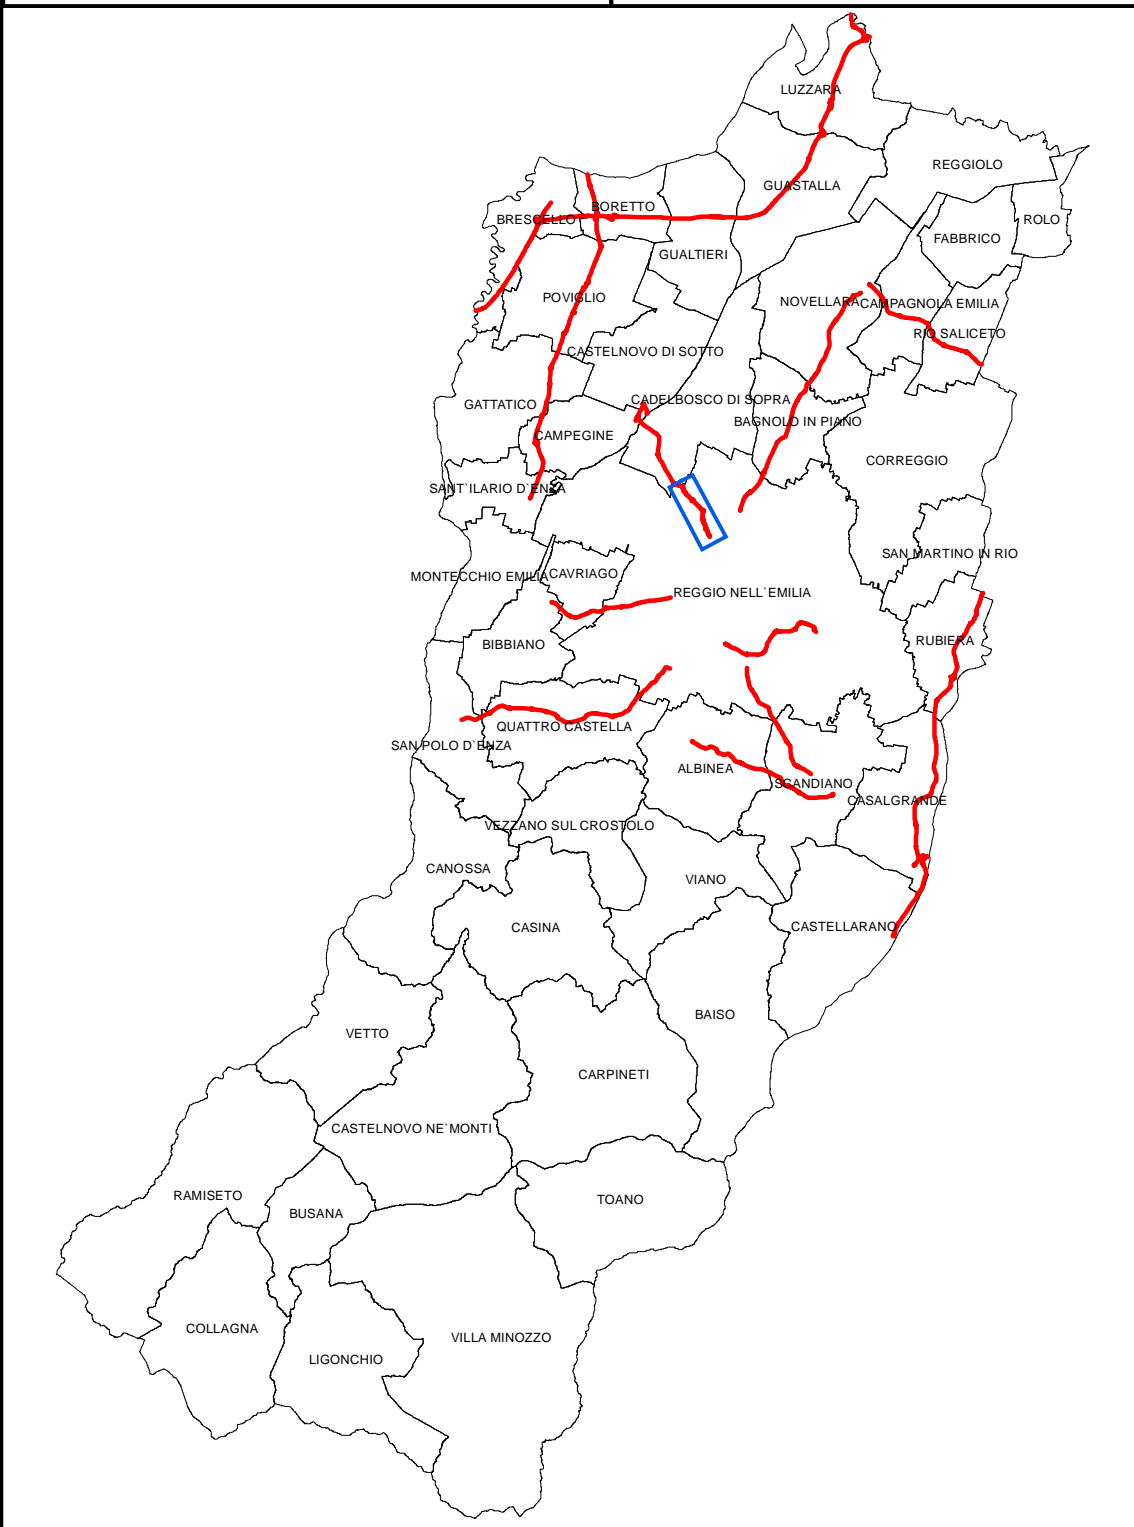 LUZZARA
REGGIOLO
GUASTALLA
BORETTO
BRESCELLO
ROLO
FABBRICO
GUALTIERI
POVIGLIO
NOVELLARA
CAMPAGNOLA EMILIA
RIO SALICETO
CASTELNOVO DI SOTTO
CADELBOSCO DI SOPRA
GATTATICO
BAGNOLO IN PIANO
CAMPEGINE
CORREGGIO
SANT`ILARIO D`ENZA
SAN MARTINO IN RIO
MONTECCHIO EMILIA
CAVRIAGO
REGGIO NELL`EMILIA
RUBIERA
BIBBIANO
QUATTRO CASTELLA
SAN POLO D`ENZA
ALBINEA
SCANDIANO
CASALGRANDE
VEZZANO SUL CROSTOLO
CANOSSA
VIANO
CASINA
CASTELLARANO
BAISO
VETTO
CARPINETI
CASTELNOVO NE`MONTI
RAMISETO
TOANO
BUSANA
COLLAGNA
VILLA MINOZZO
LIGONCHIO